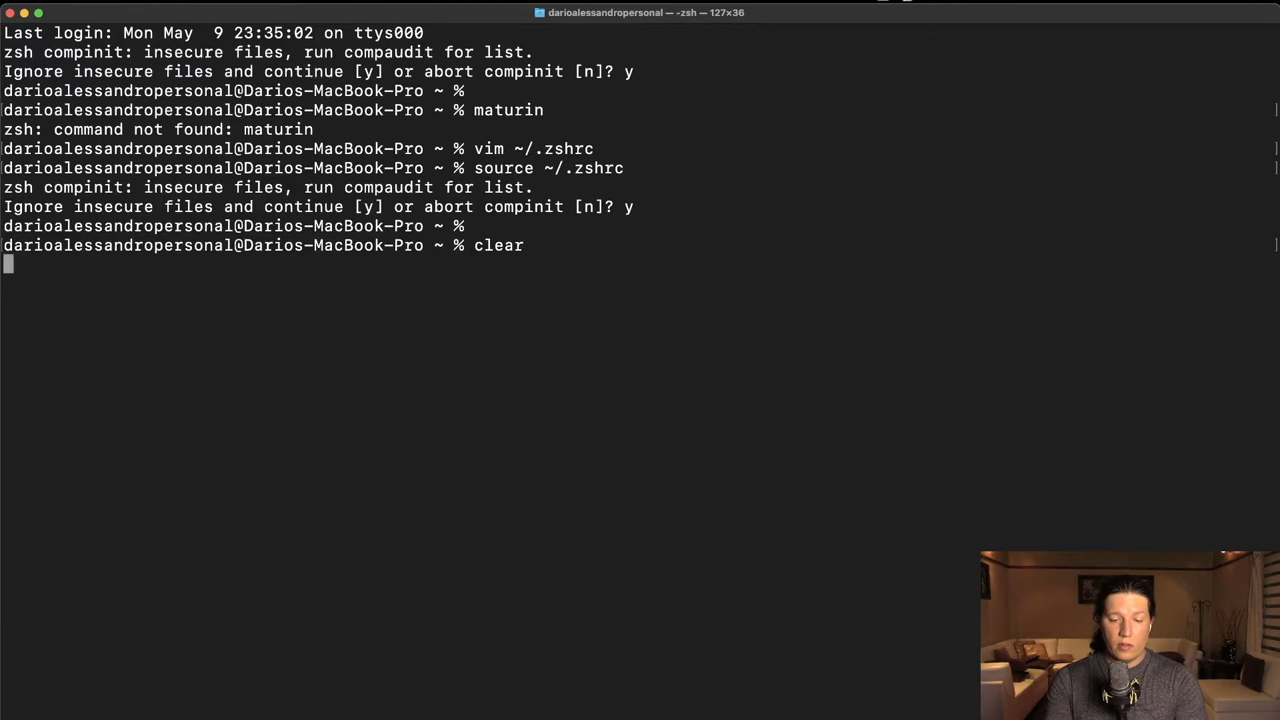 darioalessandropersonal — -zsh — 127×36
Last login: Mon May  9 23:35:02 on ttys000
zsh compinit: insecure files, run compaudit for list.
Ignore insecure files and continue [y] or abort compinit [n]? y
darioalessandropersonal@Darios-MacBook-Pro ~ %
darioalessandropersonal@Darios-MacBook-Pro ~ % maturin
zsh: command not found: maturin
darioalessandropersonal@Darios-MacBook-Pro ~ % vim ~/.zshrc
darioalessandropersonal@Darios-MacBook-Pro ~ % source ~/.zshrc
zsh compinit: insecure files, run compaudit for list.
Ignore insecure files and continue [y] or abort compinit [n]? y
darioalessandropersonal@Darios-MacBook-Pro ~ %
darioalessandropersonal@Darios-MacBook-Pro ~ % clear